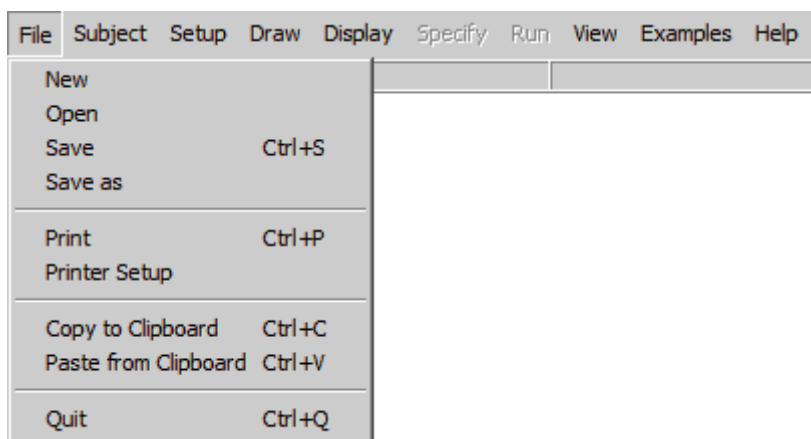 File Subject Setup Draw Display Specify Run View Examples Help
New
Open
Save Ctrl+S
Save as
Print Ctrl+P
Printer Setup
Copy to Clipboard Ctrl+C
Paste from Clipboard Ctrl+V
Quit Ctrl+Q